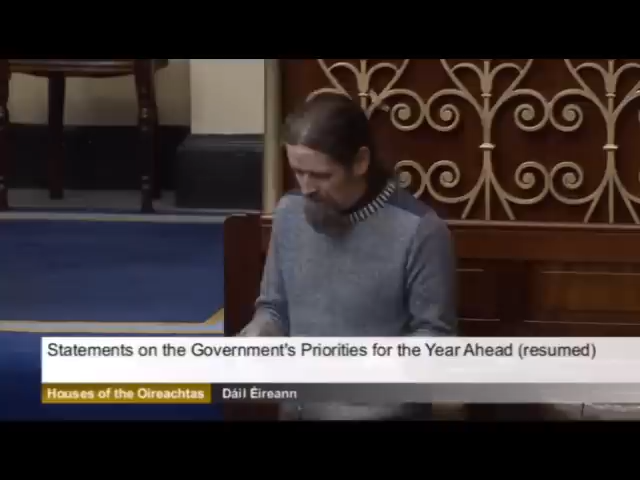 Statements on the Government's Priorities for the Year Ahead (resumed)
Houses of the Oireachtas Dáil Éireann